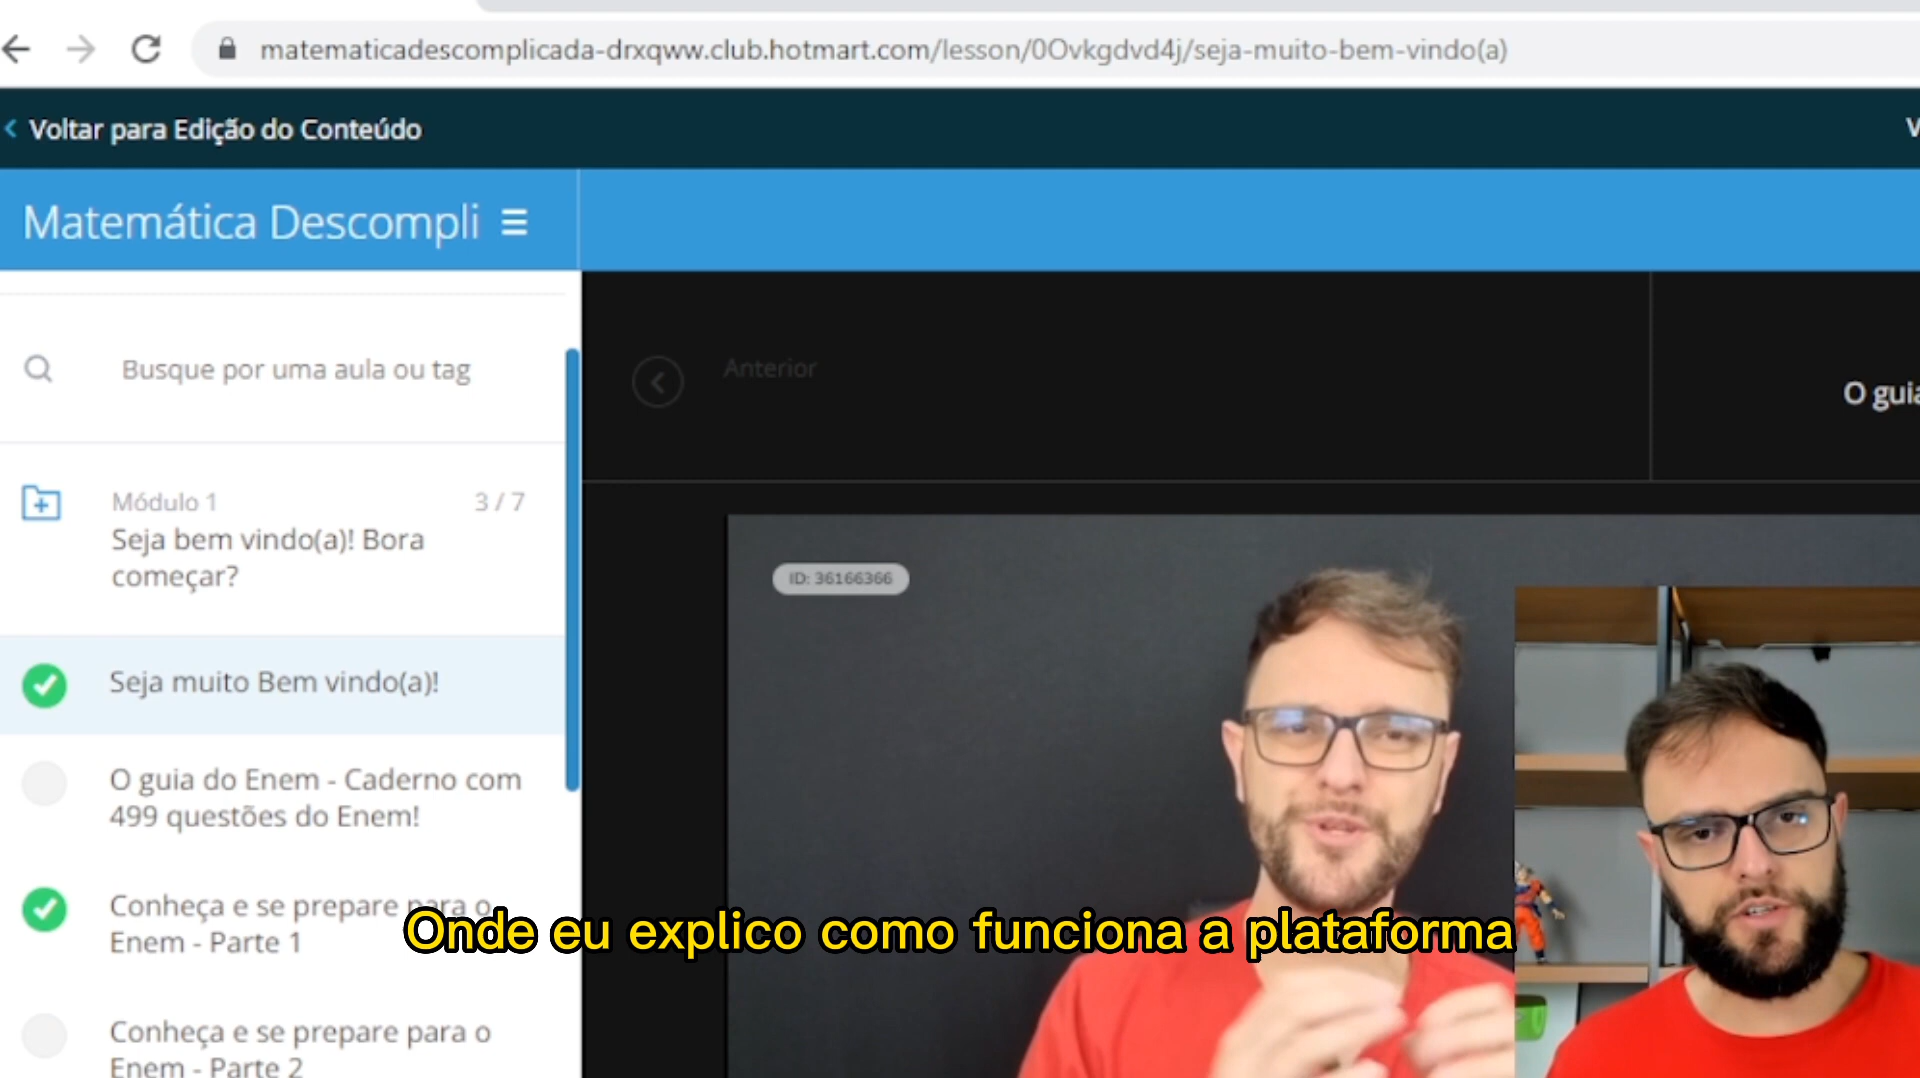 matematicadescomplicada-drxqww.club.hotmart.com/lesson/0Ovkgdvd4j/seja-muito-bem-vindo(a)
Voltar para Edição do Conteúdo
V
Matemática Descompli
Busque por uma aula ou tag
Anterior
O guia
Módulo 1
3 / 7
Seja bem vindo(a)! Bora
começar?
ID: 36166366
Seja muito Bem vindo(a)!
O guia do Enem - Caderno com
499 questões do Enem!
Conheça e se prepare para o
Enem - Parte 1
Onde eu explico como funciona a plataforma
Conheça e se prepare para o
Enem - Parte 2